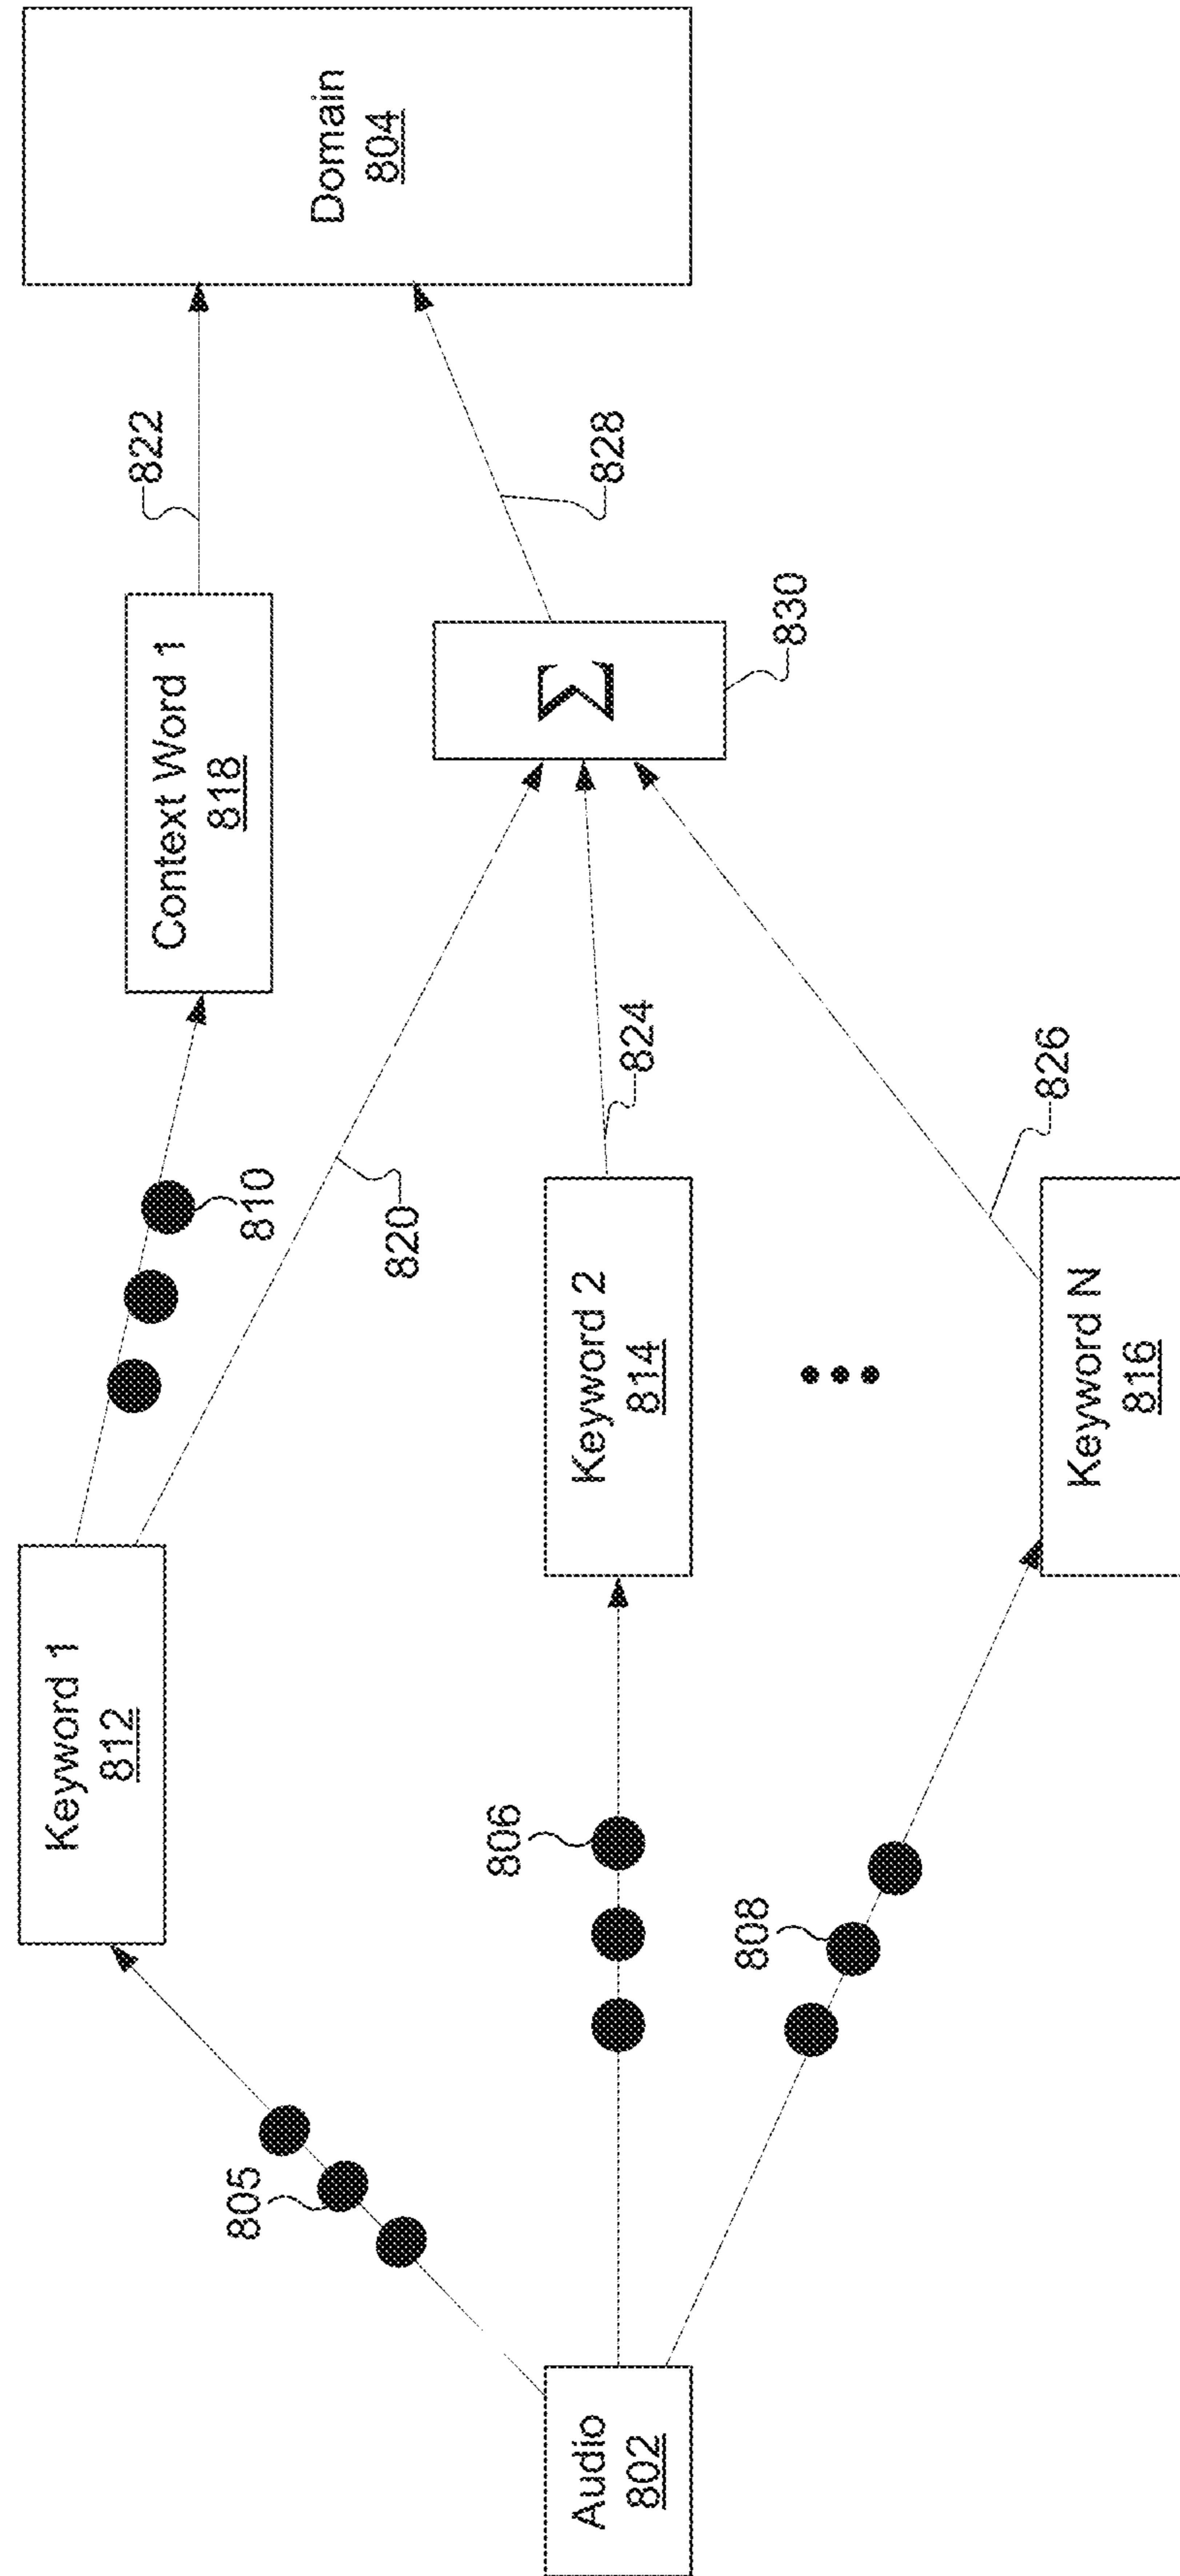 Audio
802
805
806
808
Keyword 1
812
Keyword 2
814
Keyword N
816
810
820
824
826
Context Word 1
818
Σ
830
822
828
Domain
804